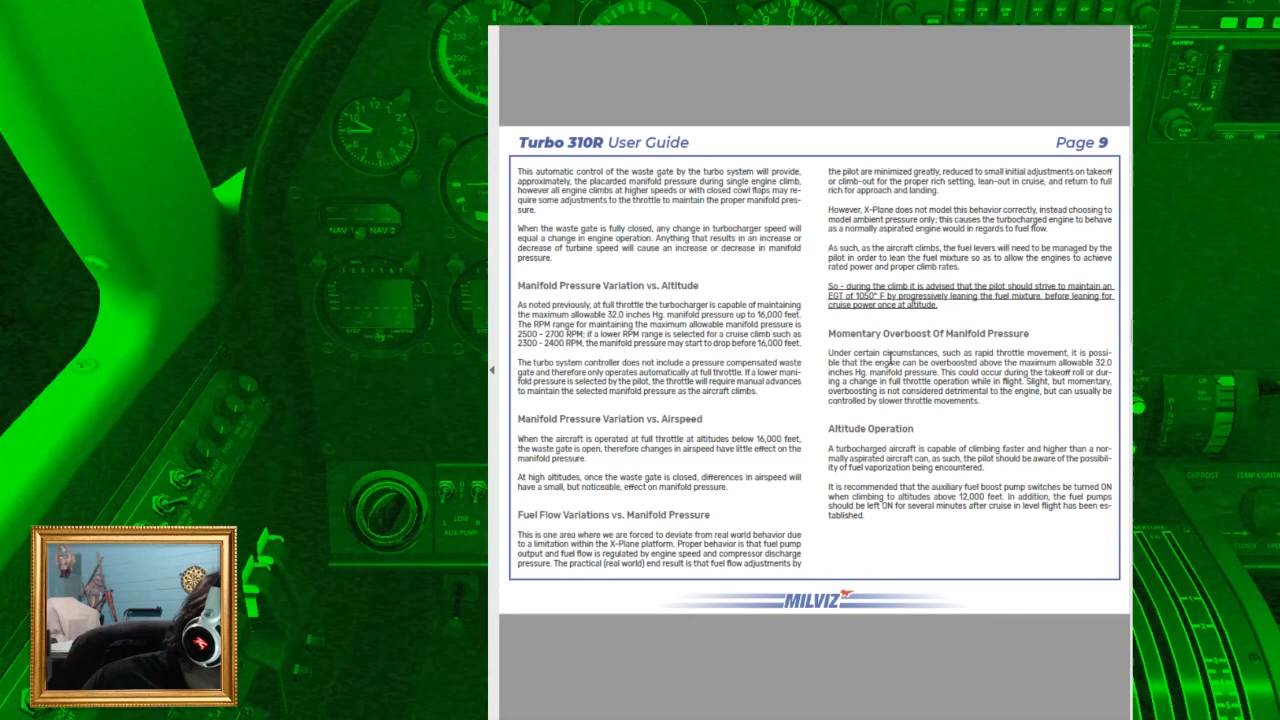 Turbo 310R User Guide
Page 9
This automatic control of the waste gate by the turbo system will provide,
approximately, the placarded manifold pressure during single engine climb,
however all engine climbs at higher speeds or with closed cowl flaps may re-
quire some adjustments to the throttle to maintain the proper manifold pres-
sure.
When the waste gate is fully closed, any change in turbocharger speed will
equal a change in engine operation. Anything that results in an increase or
decrease of turbine speed will cause an increase or decrease in manifold
pressure.
Manifold Pressure Variation vs. Altitude
As noted previously, at full throttle the turbocharger is capable of maintaining
the maximum allowable 32.0 inches Hg. manifold pressure up to 16,000 feet.
The RPM range for maintaining the maximum allowable manifold pressure is
2500 - 2700 RPM; if a lower RPM range is selected for a cruise climb such as
2300 - 2400 RPM, the manifold pressure may start to drop before 16,000 feet.
The turbo system controller does not include a pressure compensated waste
gate and therefore only operates automatically at full throttle. If a lower mani-
fold pressure is selected by the pilot, the throttle will require manual advances
to maintain the selected manifold pressure as the aircraft climbs.
Manifold Pressure Variation vs. Airspeed
When the aircraft is operated at full throttle at altitudes below 16,000 feet,
the waste gate is open, therefore changes in airspeed have little effect on the
manifold pressure.
At high altitudes, once the waste gate is closed, differences in airspeed will
have a small, but noticeable, effect on manifold pressure.
Fuel Flow Variations vs. Manifold Pressure
This is one area where we are forced to deviate from real world behavior due
to a limitation within the X-Plane platform. Proper behavior is that fuel pump
output and fuel flow is regulated by engine speed and compressor discharge
pressure. The practical (real world) end result is that fuel flow adjustments by
the pilot are minimized greatly, reduced to small initial adjustments on takeoff
or climb-out for the proper rich setting, lean-out in cruise, and return to full
rich for approach and landing.
However, X-Plane does not model this behavior correctly, instead choosing to
model ambient pressure only; this causes the turbocharged engine to behave
as a normally aspirated engine would in regards to fuel flow.
As such, as the aircraft climbs, the fuel levers will need to be managed by the
pilot in order to lean the fuel mixture so as to allow the engines to achieve
rated power and proper climb rates.
So - during the climb it is advised that the pilot should strive to maintain an
EGT of 1050° F by progressively leaning the fuel mixture, before leaning for
cruise power once at altitude.
Momentary Overboost Of Manifold Pressure
Under certain circumstances, such as rapid throttle movement, it is possi-
ble that the engine can be overboosted above the maximum allowable 32.0
inches Hg. manifold pressure. This could occur during the takeoff roll or dur-
ing a change in full throttle operation while in flight. Slight, but momentary,
overboosting is not considered detrimental to the engine, but can usually be
controlled by slower throttle movements.
Altitude Operation
A turbocharged aircraft is capable of climbing faster and higher than a nor-
mally aspirated aircraft can, as such, the pilot should be aware of the possibil-
ity of fuel vaporization being encountered.
It is recommended that the auxiliary fuel boost pump switches be turned ON
when climbing to altitudes above 12,000 feet. In addition, the fuel pumps
should be left ON for several minutes after cruise in level flight has been es-
tablished.
MILVIZ
NAV 1 NAV 2
L LOW R
AUX PUMP
DEFROST